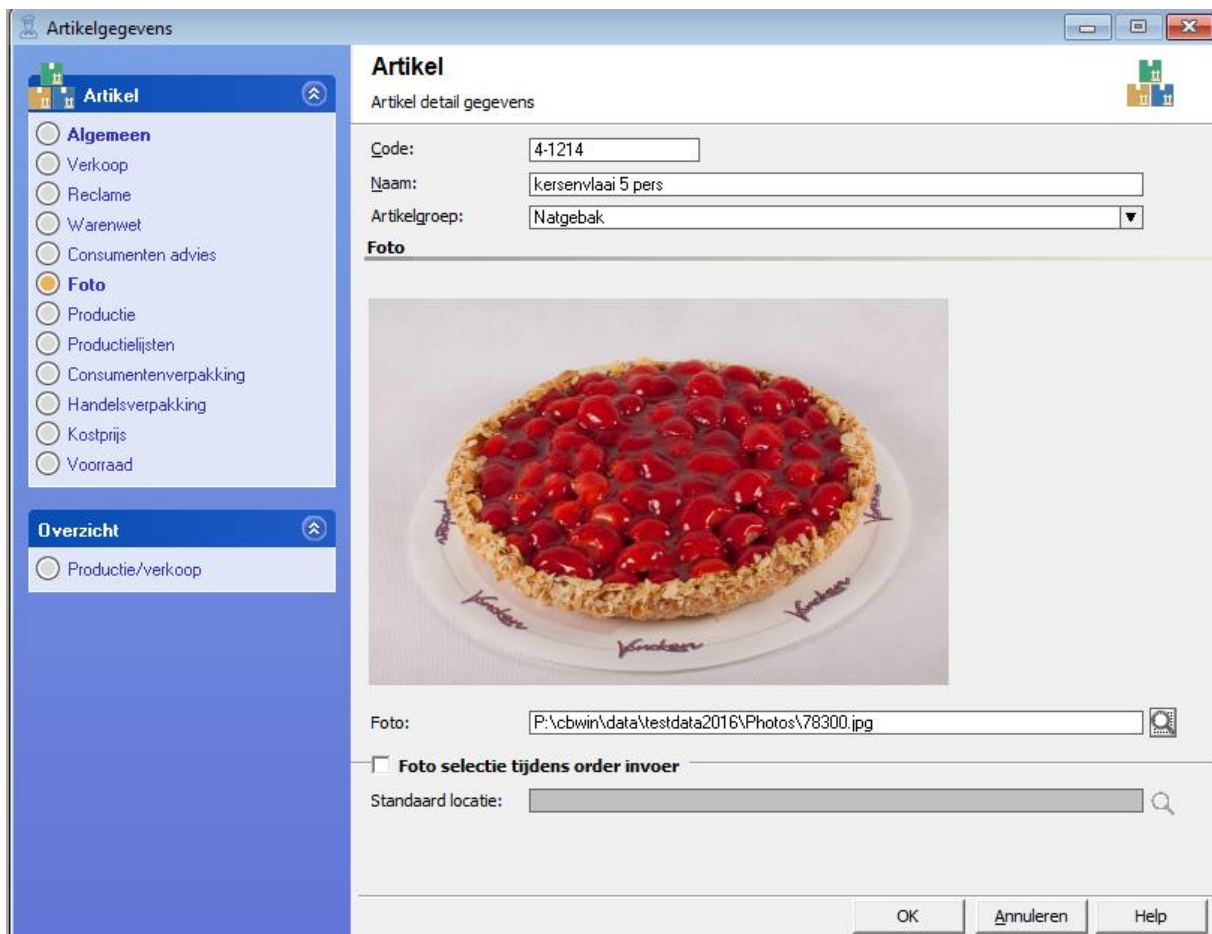 Artikelgegevens
Artikel
Algemeen
Verkoop
Reclame
Warenwet
Consumenten advies
Foto
Productie
Productielijsten
Consumentenverpakking
Handelsverpakking
Kostprijs
Voorraad
Overzicht
Productie/verkoop
Artikel
Artikel detail gegevens
Code: 4-1214
Naam: kersenvlaai 5 pers
Artikelgroep: Natgebak
Foto
Foto: P:\cbwin\data\testdata2016\Photos\78300.jpg
Foto selectie tijdens order invoer
Standaard locatie:
OK Annuleren Help